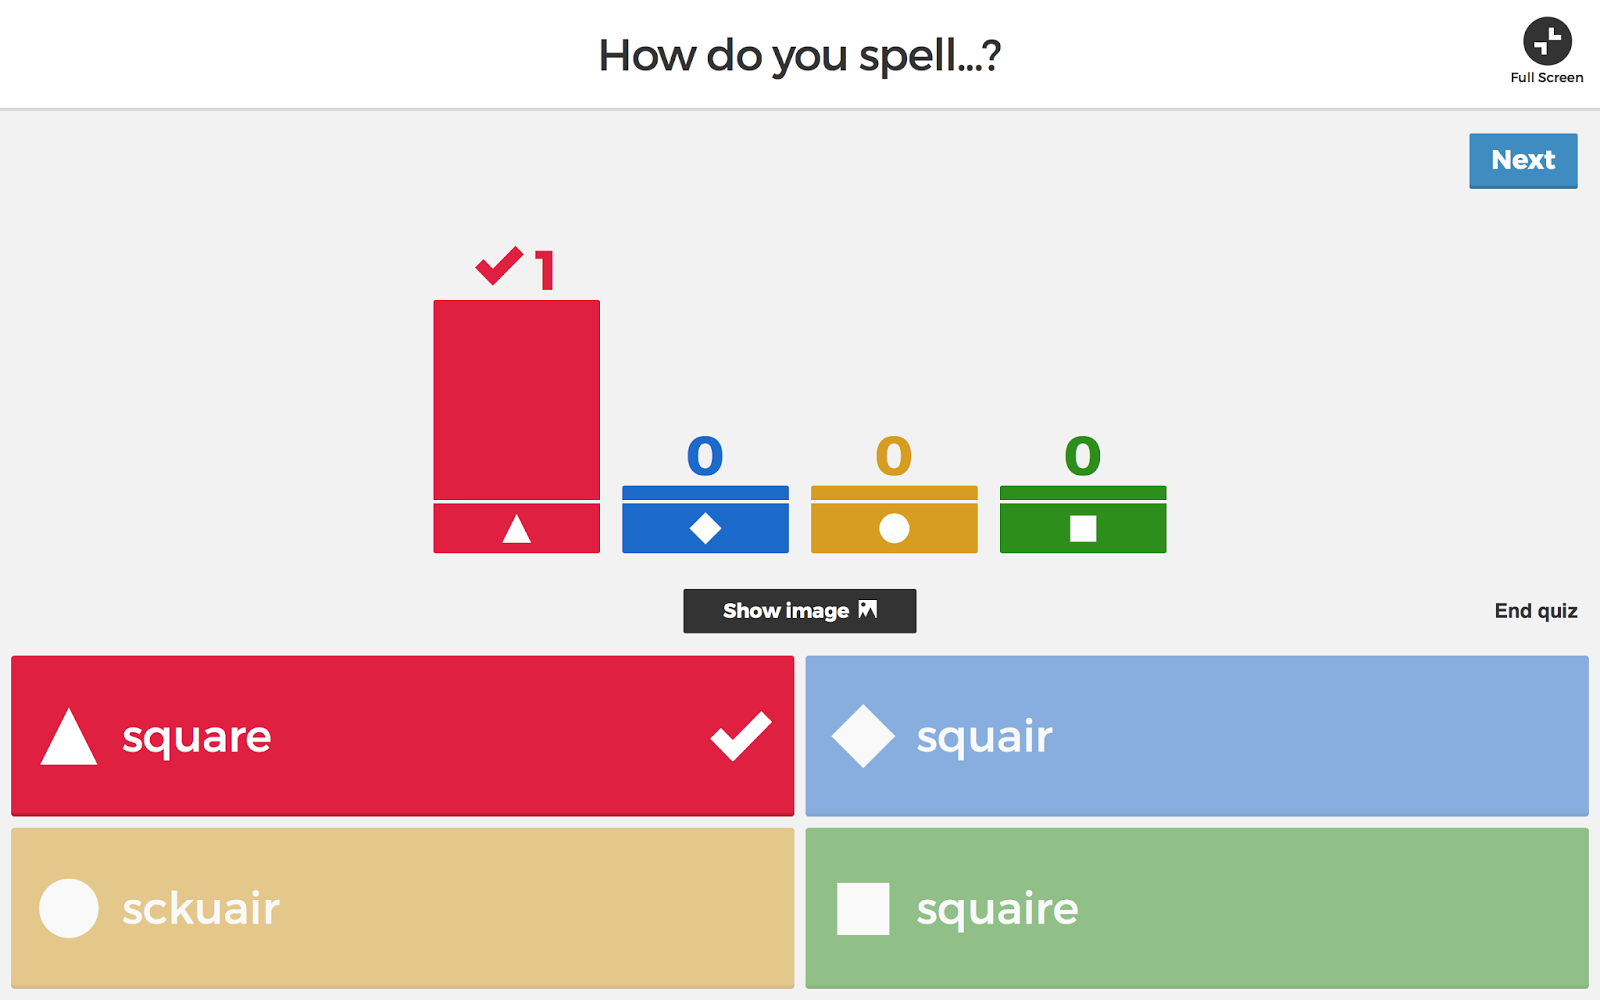 How do you spell...?
Full Screen
Next
1
0
0
0
Show image
End quiz
square
squair
sckuair
squaire